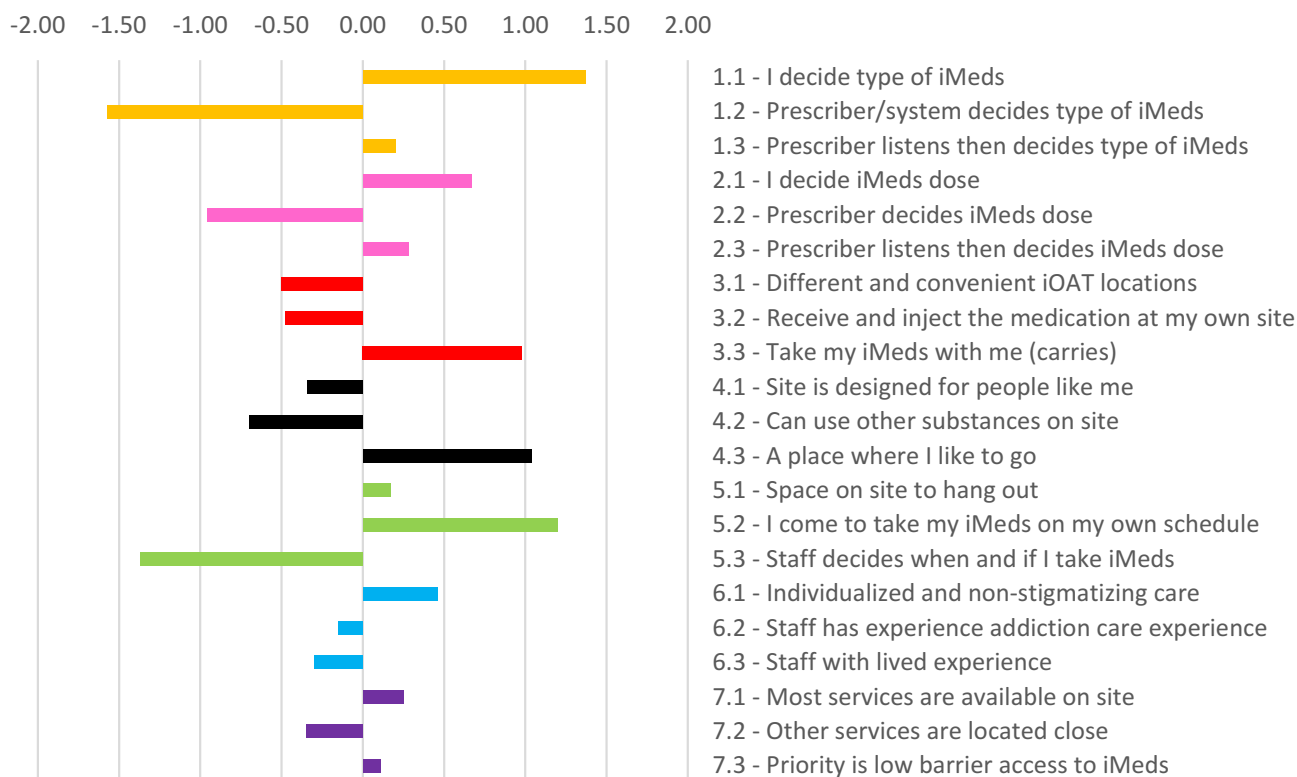 -2.00 -1.50 -1.00 -0.50 0.00 0.50 1.00 1.50 2.00
1.1 - I decide type of iMeds
1.2 - Prescriber/system decides type of iMeds
1.3 - Prescriber listens then decides type of iMeds
2.1 - I decide iMeds dose
2.2 - Prescriber decides iMeds dose
2.3 - Prescriber listens then decides iMeds dose
3.1 - Different and convenient iOAT locations
3.2 - Receive and inject the medication at my own site
3.3 - Take my iMeds with me (carries)
4.1 - Site is designed for people like me
4.2 - Can use other substances on site
4.3 - A place where I like to go
5.1 - Space on site to hang out
5.2 - I come to take my iMeds on my own schedule
5.3 - Staff decides when and if I take iMeds
6.1 - Individualized and non-stigmatizing care
6.2 - Staff has experience addiction care experience
6.3 - Staff with lived experience
7.1 - Most services are available on site
7.2 - Other services are located close
7.3 - Priority is low barrier access to iMeds